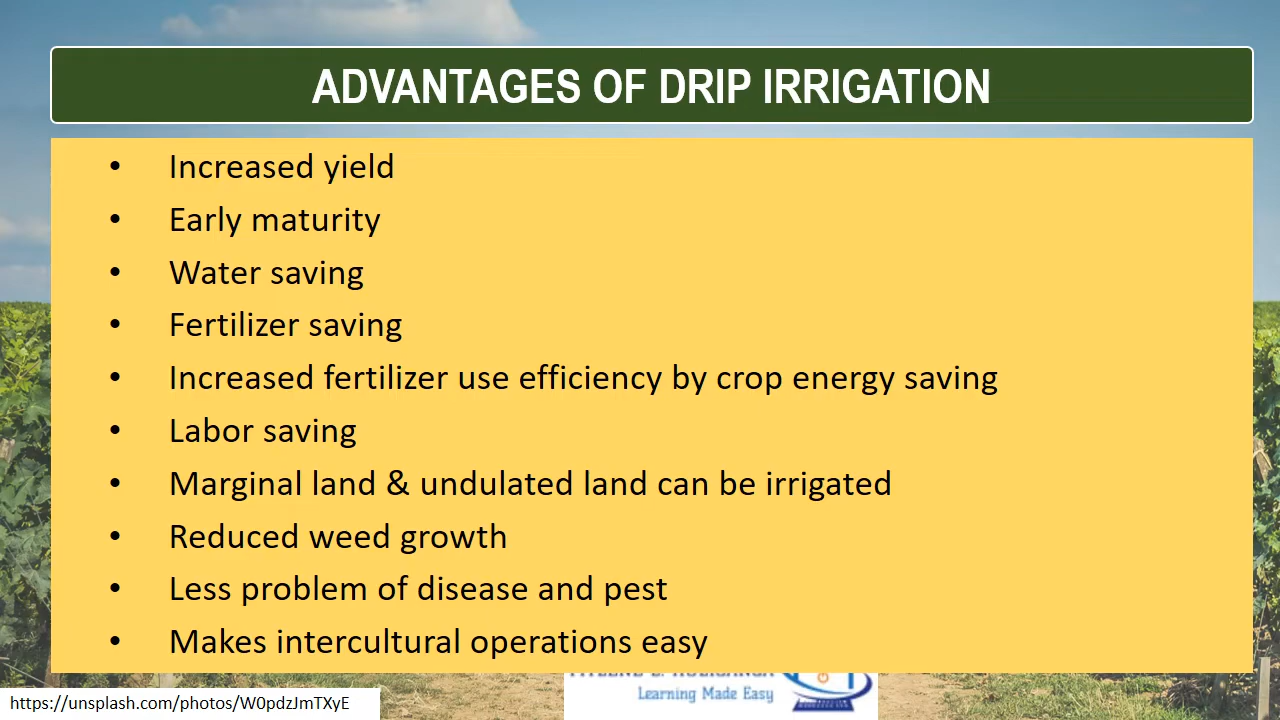 ADVANTAGES OF DRIP IRRIGATION
• Increased yield
• Early maturity
• Water saving
• Fertilizer saving
• Increased fertilizer use efficiency by crop energy saving
• Labor saving
• Marginal land & undulated land can be irrigated
• Reduced weed growth
• Less problem of disease and pest
• Makes intercultural operations easy
Learning Made Easy
https://unsplash.com/photos/W0pdzJmTXyE